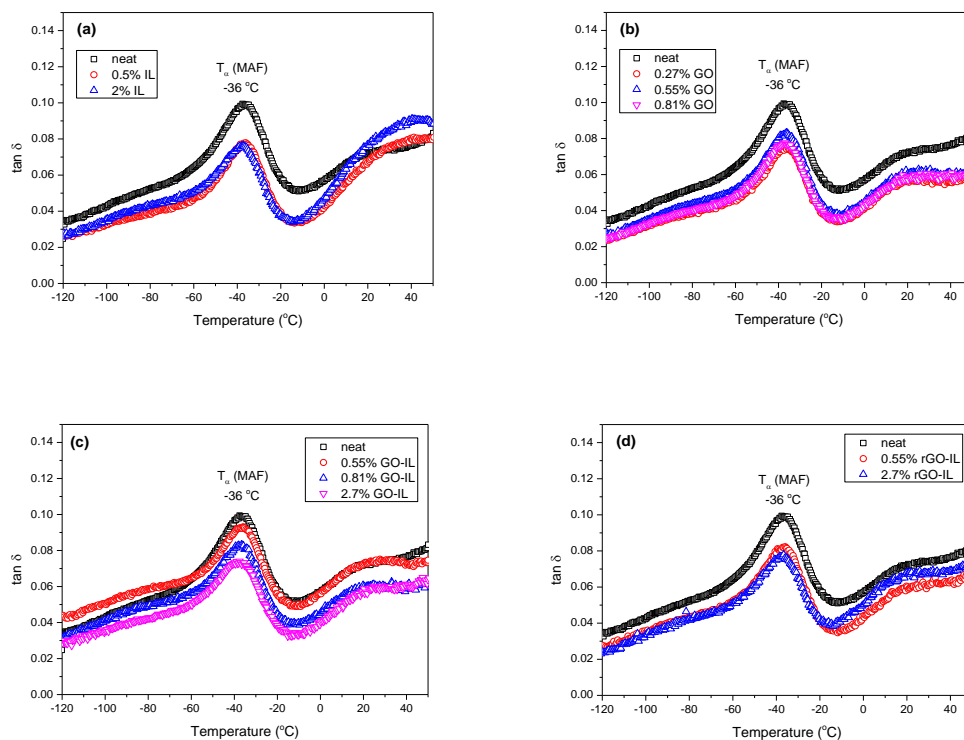 (a)
neat
0.5% IL
2% IL
Tα (MAF)
-36 °C
0.14
0.12
0.10
0.08
0.06
0.04
0.02
0.00
tan δ
-120 -100 -80 -60 -40 -20 0 20 40
Temperature (°C)
(b)
neat
0.27% GO
0.55% GO
0.81% GO
Tα (MAF)
-36 °C
0.14
0.12
0.10
0.08
0.06
0.04
0.02
0.00
tan δ
-120 -100 -80 -60 -40 -20 0 20 40
Temperature (°C)
(c)
neat
0.55% GO-IL
0.81% GO-IL
2.7% GO-IL
Tα (MAF)
-36 °C
0.14
0.12
0.10
0.08
0.06
0.04
0.02
0.00
tan δ
-120 -100 -80 -60 -40 -20 0 20 40
Temperature (°C)
(d)
neat
0.55% rGO-IL
2.7% rGO-IL
Tα (MAF)
-36 °C
0.14
0.12
0.10
0.08
0.06
0.04
0.02
0.00
tan δ
-120 -100 -80 -60 -40 -20 0 20 40
Temperature (°C)